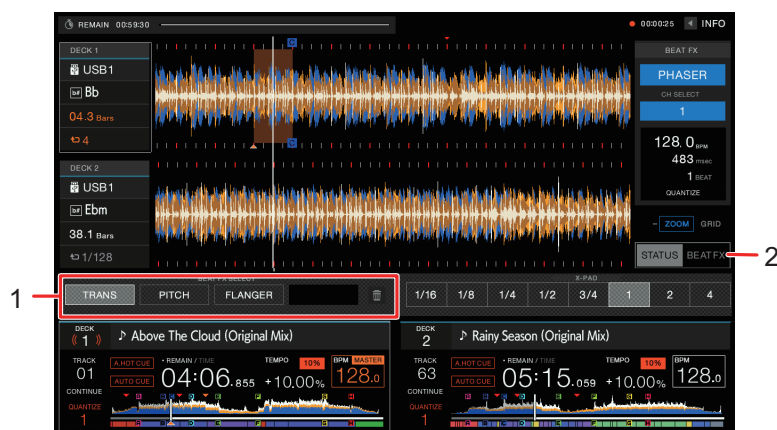 REMAIN 00:59:30
00:00:25 INFO
DECK 1
USB1
Bb
04.3 Bars
4
C
C
BEAT FX
PHASER
CH SELECT
1
128.0 BPM
483 msec
1 BEAT
QUANTIZE
DECK 2
USB1
Ebm
38.1 Bars
1/128
- ZOOM GRID
STATUS BEAT FX
2
1
BEAT FX SELECT
TRANS PITCH FLANGER
X-PAD
1/16 1/8 1/4 1/2 3/4 1 2 4
DECK
1
♪ Above The Cloud (Original Mix)
TRACK
01
CONTINUE
QUANTIZE
1
A.HOT CUE
AUTO CUE
• REMAIN / TIME
04:06.855
TEMPO 10%
+10.00%
BPM MASTER
128.0
DECK
2
♪ Rainy Season (Original Mix)
TRACK
63
CONTINUE
QUANTIZE
1
A.HOT CUE
AUTO CUE
• REMAIN / TIME
05:15.059
TEMPO 10%
+10.00%
BPM
128.0